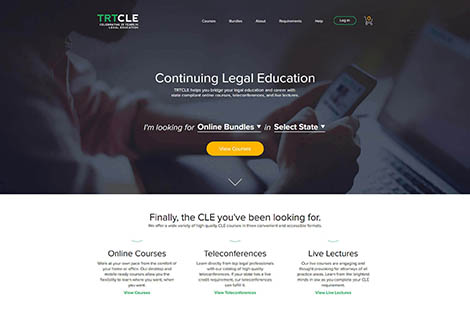 TRTCLE
CELEBRATING 25 YEARS IN
LEGAL EDUCATION
Courses Bundles About Requirements Help Log In
Continuing Legal Education
TRTCLE helps you bridge your legal education and career with
state compliant online courses, teleconferences, and live lectures.
I'm looking for Online Bundles in Select State
View Courses
Finally, the CLE you've been looking for.
We offer a wide variety of high quality CLE courses in three convenient and accessible formats.
Online Courses
Work at your own pace from the comfort of
your home or office. Our desktop and
mobile ready courses allow you the
flexibility to learn where you want, when
you want.
View Courses
Teleconferences
Learn directly from top legal professionals
with our catalog of high quality
teleconferences. If your state has a live
credit requirement, our teleconferences
can fulfill it.
View Teleconferences
Live Lectures
Our live courses are engaging and
thought provoking for attorneys of all
practice areas. Learn from the brightest
minds in law as you complete your CLE
requirement.
View Live Lectures